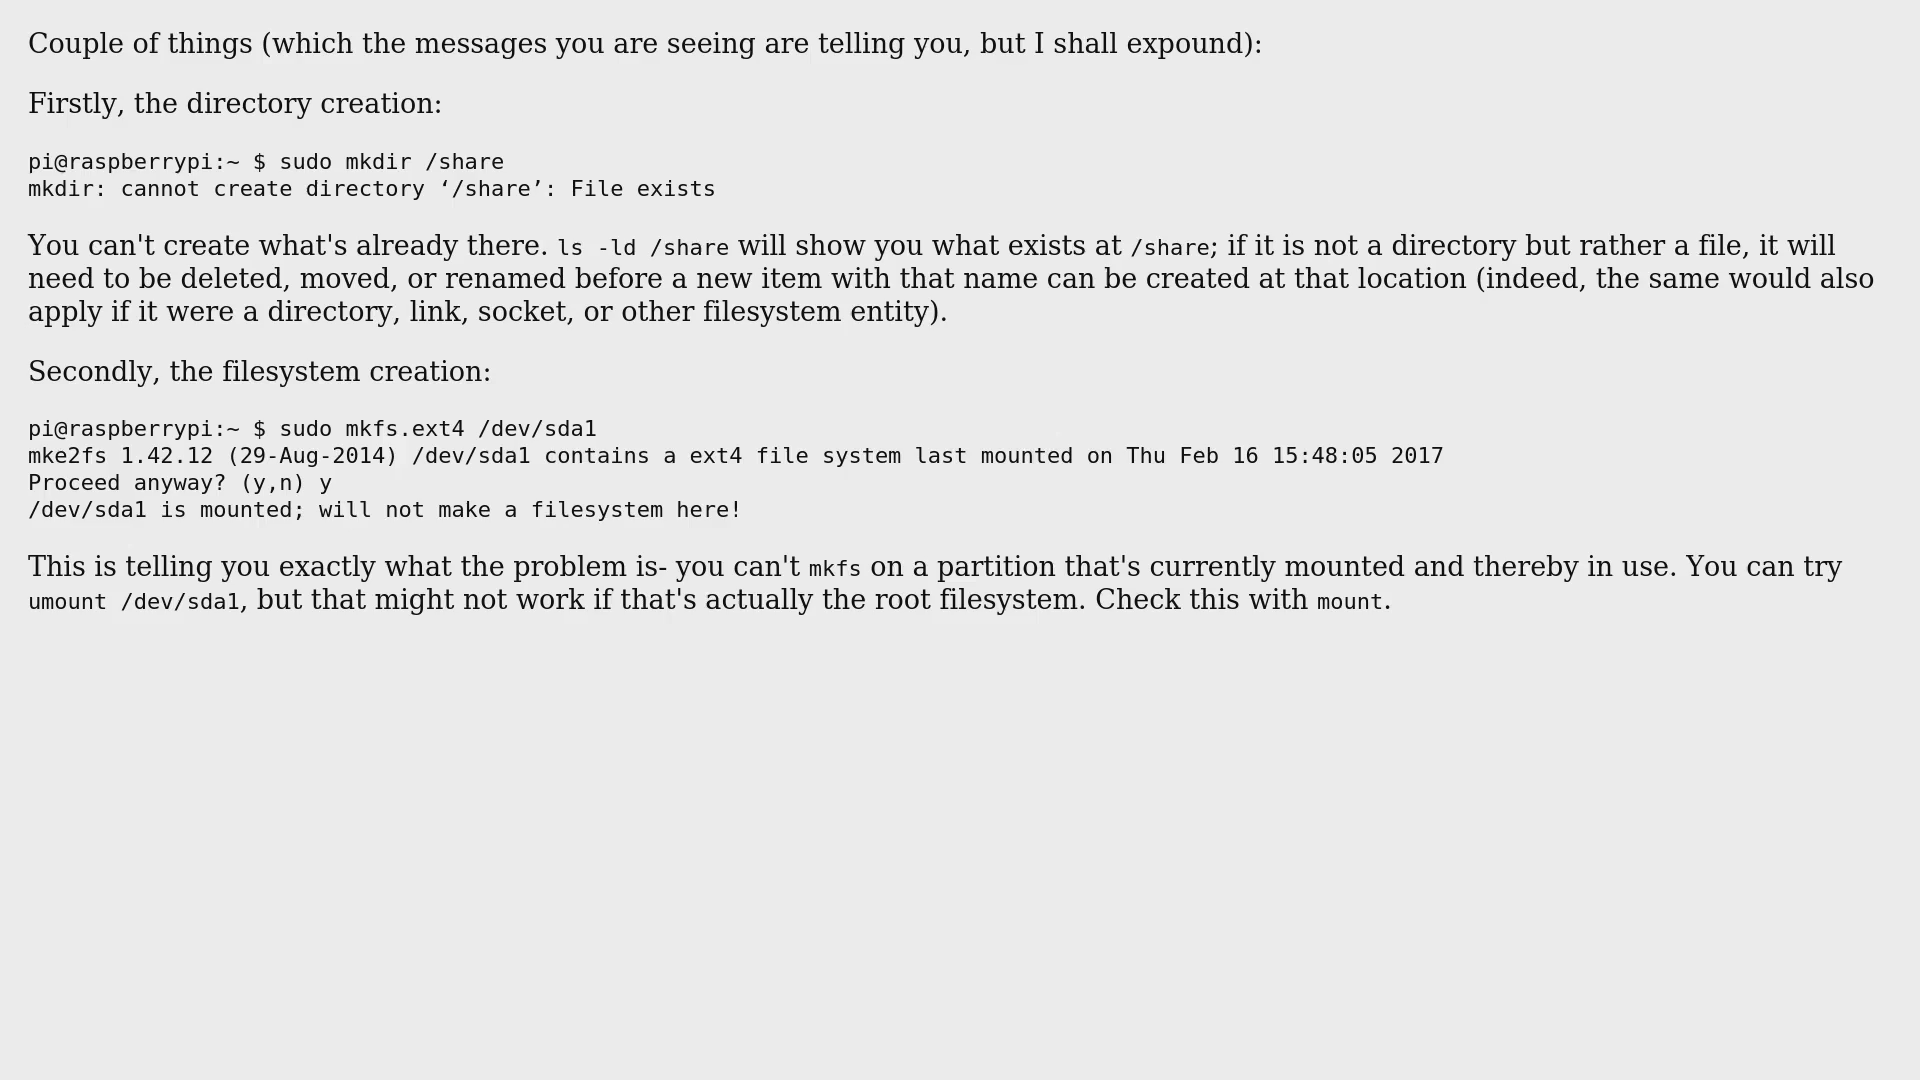 Couple of things (which the messages you are seeing are telling you, but I shall expound):
Firstly, the directory creation:
pi@raspberrypi:~ $ sudo mkdir /share
mkdir: cannot create directory ‘/share’: File exists
You can't create what's already there. ls -ld /share will show you what exists at /share; if it is not a directory but rather a file, it will
need to be deleted, moved, or renamed before a new item with that name can be created at that location (indeed, the same would also
apply if it were a directory, link, socket, or other filesystem entity).
Secondly, the filesystem creation:
pi@raspberrypi:~ $ sudo mkfs.ext4 /dev/sda1
mke2fs 1.42.12 (29-Aug-2014) /dev/sda1 contains a ext4 file system last mounted on Thu Feb 16 15:48:05 2017
Proceed anyway? (y,n) y
/dev/sda1 is mounted; will not make a filesystem here!
This is telling you exactly what the problem is- you can't mkfs on a partition that's currently mounted and thereby in use. You can try
umount /dev/sda1, but that might not work if that's actually the root filesystem. Check this with mount.